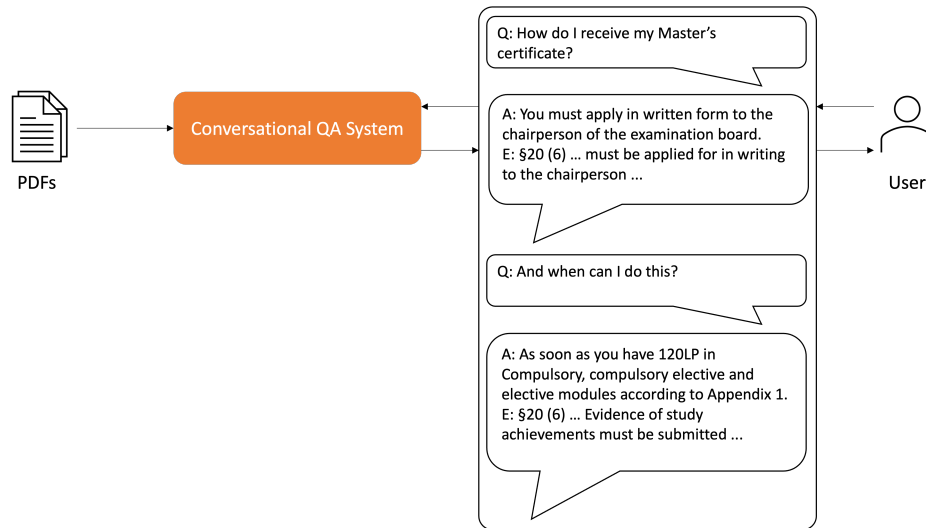 Q: How do I receive my Master's
certificate?
A: You must apply in written form to the
chairperson of the examination board.
E: §20 (6) … must be applied for in writing
to the chairperson ...
Conversational QA System
PDFs
User
Q: And when can I do this?
A: As soon as you have 120LP in
Compulsory, compulsory elective and
elective modules according to Appendix 1.
E: §20 (6) … Evidence of study
achievements must be submitted ...